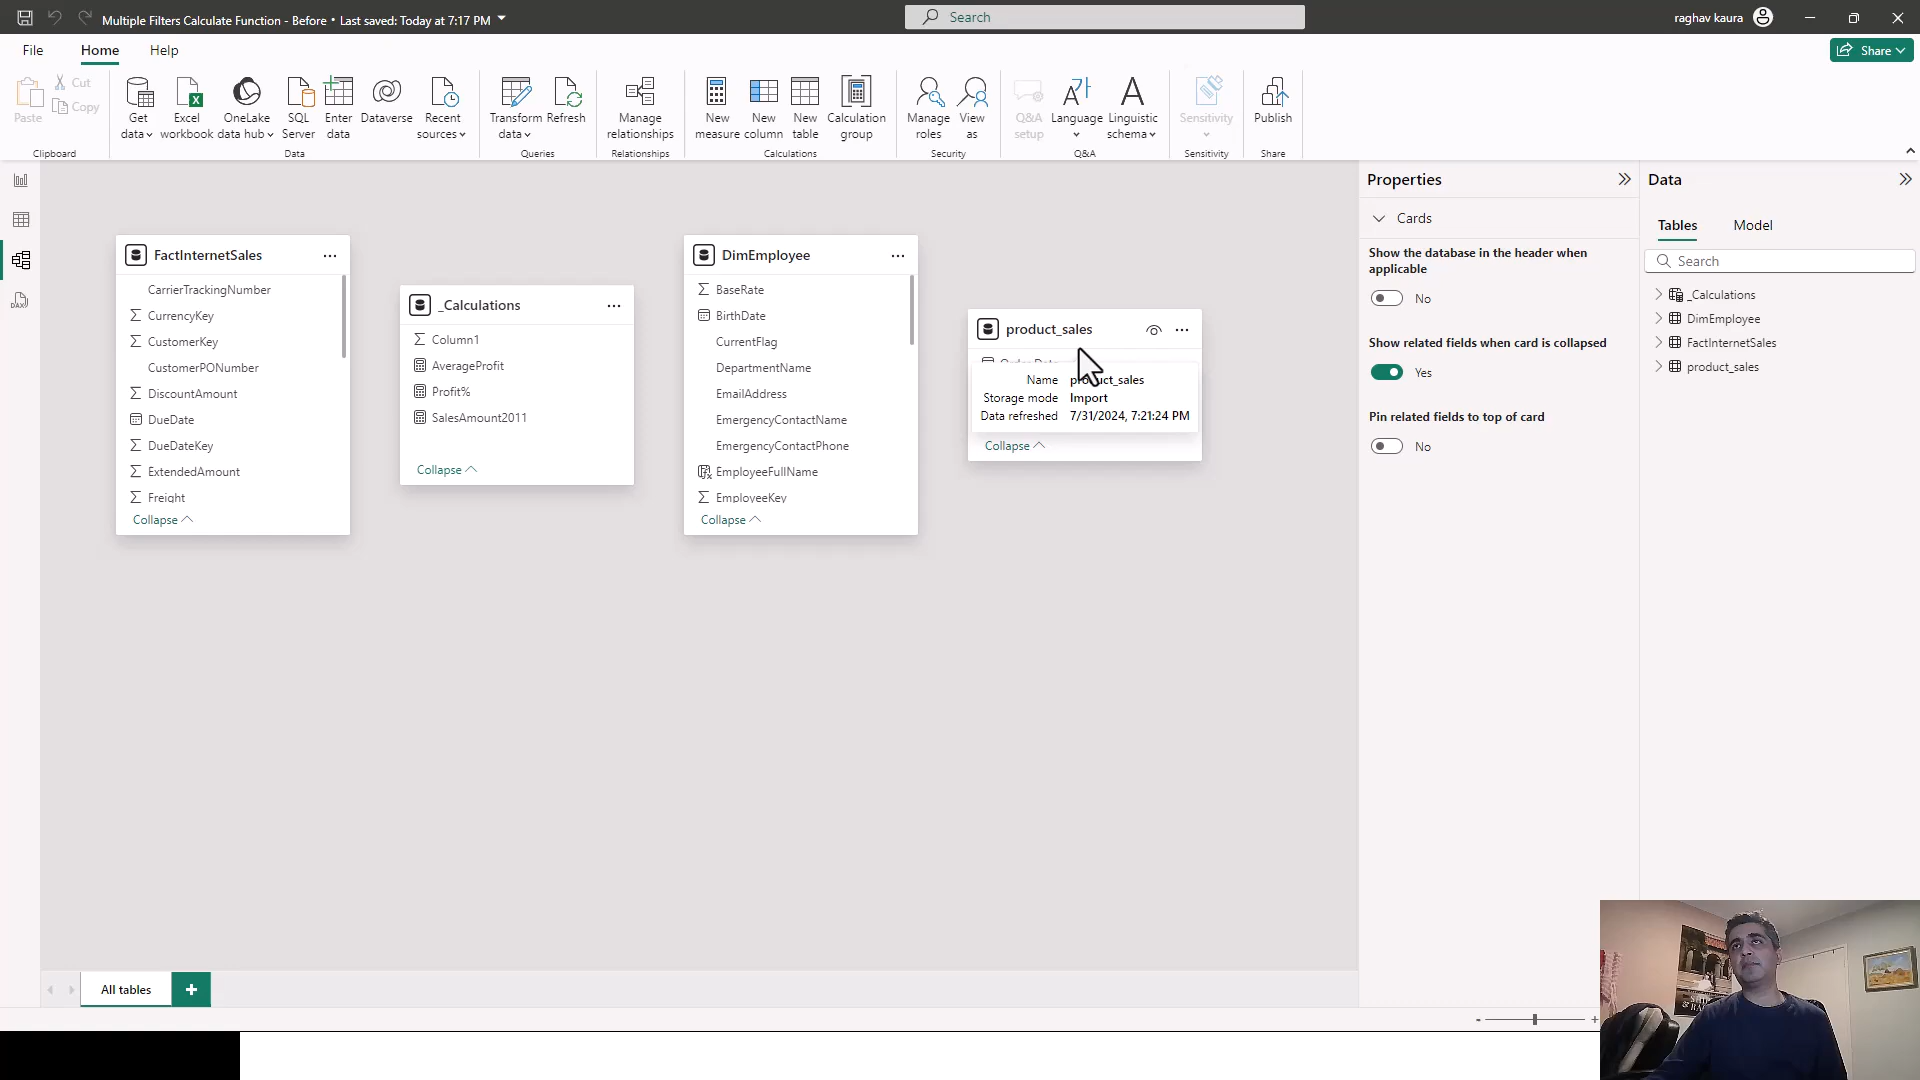 Multiple Filters Calculate Function - Before • Last saved: Today at 7:17 PM
Search
raghav kaura
File
Home
Help
Share
Paste
Cut
Copy
Get data
Excel workbook
OneLake data hub
SQL Server
Enter data
Dataverse
Recent sources
Transform data
Refresh
Manage relationships
New measure
New column
New table
Calculation group
Manage roles
View as
Q&A setup
Language
Linguistic schema
Sensitivity
Publish
Clipboard
Data
Queries
Relationships
Calculations
Security
Q&A
Sensitivity
Share
FactInternetSales
CarrierTrackingNumber
CurrencyKey
CustomerKey
CustomerPONumber
DiscountAmount
DueDate
DueDateKey
ExtendedAmount
Freight
Collapse
_Calculations
Column1
AverageProfit
Profit%
SalesAmount2011
Collapse
DimEmployee
BaseRate
BirthDate
CurrentFlag
DepartmentName
EmailAddress
EmergencyContactName
EmergencyContactPhone
EmployeeFullName
EmployeeKey
Collapse
product_sales
Name
Storage mode Import
Data refreshed 7/31/2024, 7:21:24 PM
Collapse
Properties
Cards
Show the database in the header when
applicable
No
Show related fields when card is collapsed
Yes
Pin related fields to top of card
No
Data
Tables
Model
Search
_Calculations
DimEmployee
FactInternetSales
product_sales
All tables